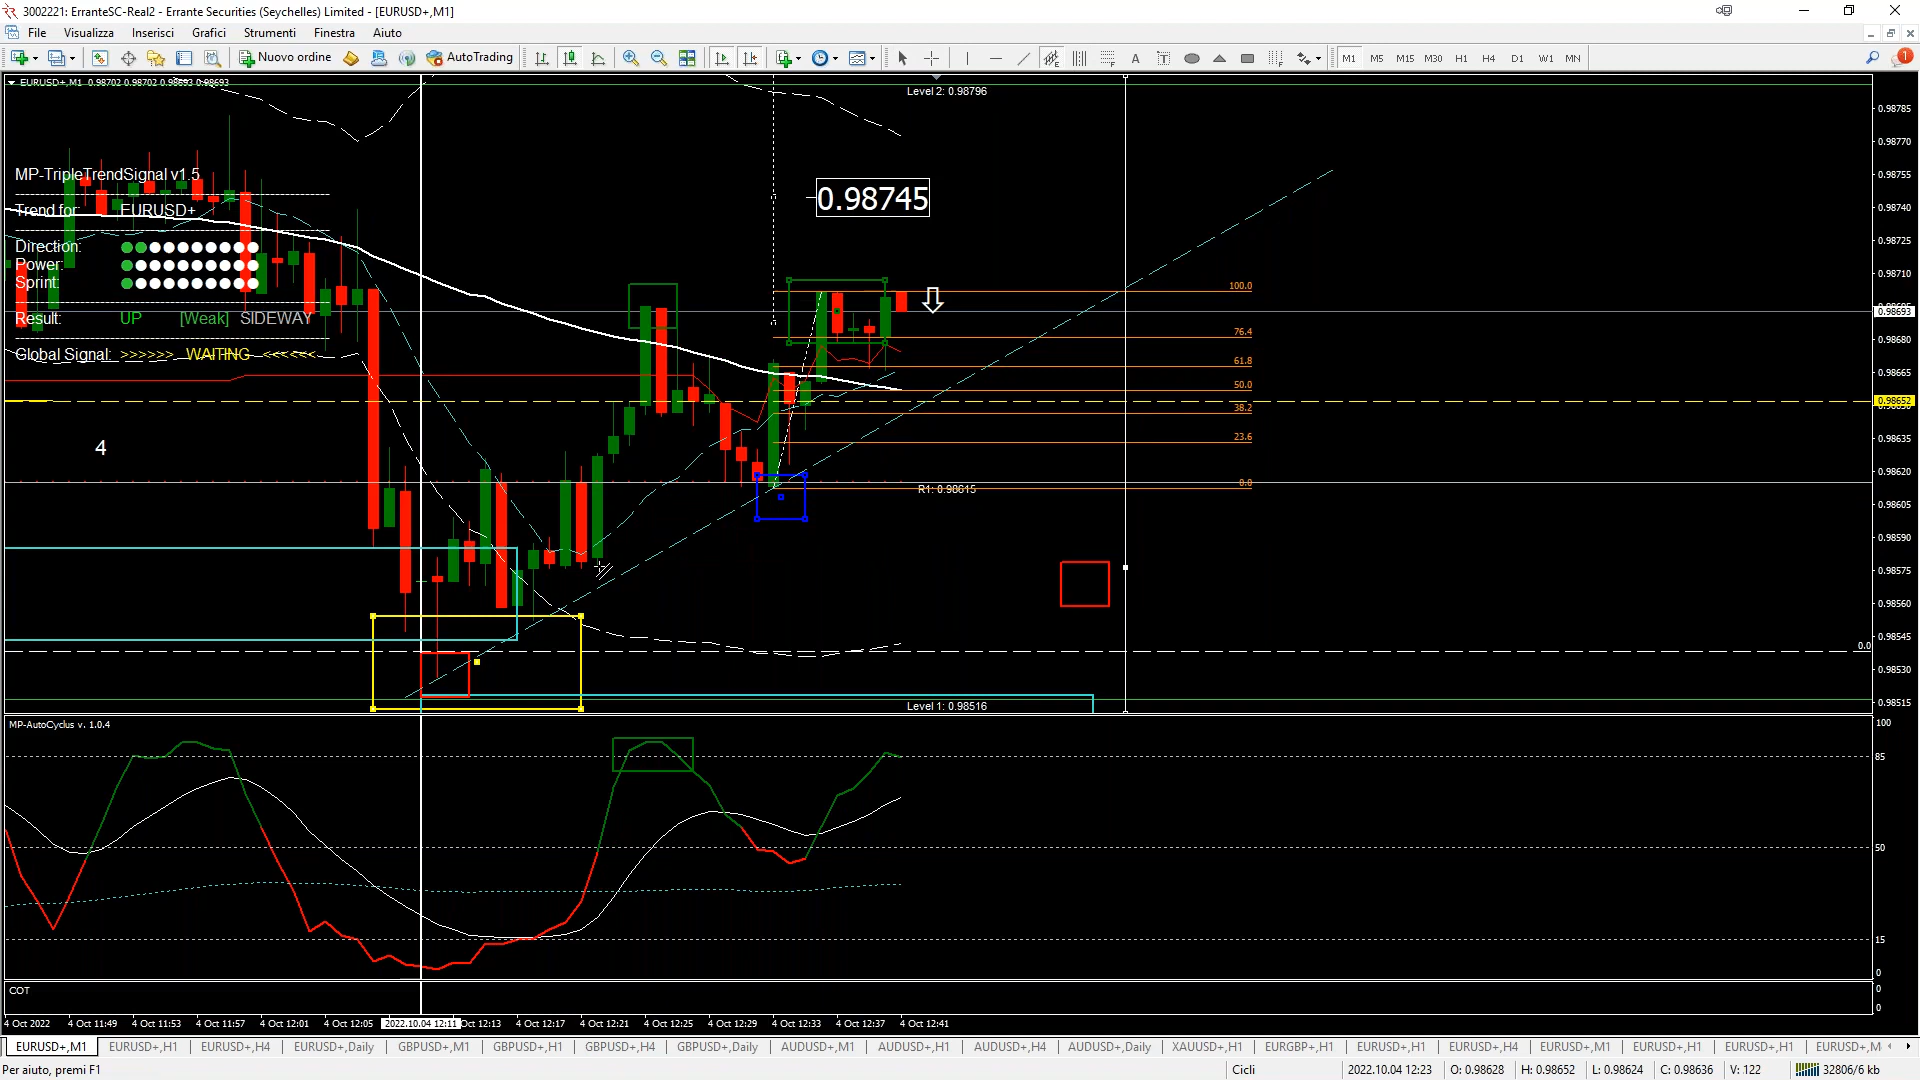 3002221: ErranteSC-Real2 - Errante Securities (Seychelles) Limited - [EURUSD+,M1]
File Visualizza Inserisci Grafici Strumenti Finestra Aiuto
Nuovo ordine AutoTrading A T M1 M5 M15 M30 H1 H4 D1 W1 MN 1
EURUSD+,M1 0.98702 0.98702 0.98693 0.98693
Level 2: 0.98796
0.98785
0.98770
0.98755
0.98740
0.98725
0.98710
0.98693
0.98680
0.98665
0.98652
0.98635
0.98620
0.98605
0.98590
0.98575
0.98560
0.98545
0.98530
0.98515
MP-TripleTrendSignal v1.5
Trend for: EURUSD+
Direction:
Power:
Sprint:
Result: UP [Weak] SIDEWAY
Global Signal: >>>>>> WAITING <<<<<<
4
0.98745
100.0
76.4
61.8
50.0
38.2
23.6
0.0
R1: 0.98615
0.0
Level 1: 0.98516
MP-AutoCyclus v. 1.0.4
100
85
50
15
0
COT
0
0
4 Oct 2022 4 Oct 11:49 4 Oct 11:53 4 Oct 11:57 4 Oct 12:01 4 Oct 12:05 2022.10.04 12:11 Oct 12:13 4 Oct 12:17 4 Oct 12:21 4 Oct 12:25 4 Oct 12:29 4 Oct 12:33 4 Oct 12:37 4 Oct 12:41
EURUSD+,M1 EURUSD+,H1 EURUSD+,H4 EURUSD+,Daily GBPUSD+,M1 GBPUSD+,H1 GBPUSD+,H4 GBPUSD+,Daily AUDUSD+,M1 AUDUSD+,H1 AUDUSD+,H4 AUDUSD+,Daily XAUUSD+,H1 EURGBP+,H1 EURUSD+,H1 EURUSD+,H4 EURUSD+,M1 EURUSD+,H1 EURUSD+,H1 EURUSD+,M
Per aiuto, premi F1 Cicli 2022.10.04 12:23 O: 0.98628 H: 0.98652 L: 0.98624 C: 0.98636 V: 122 32806/6 kb